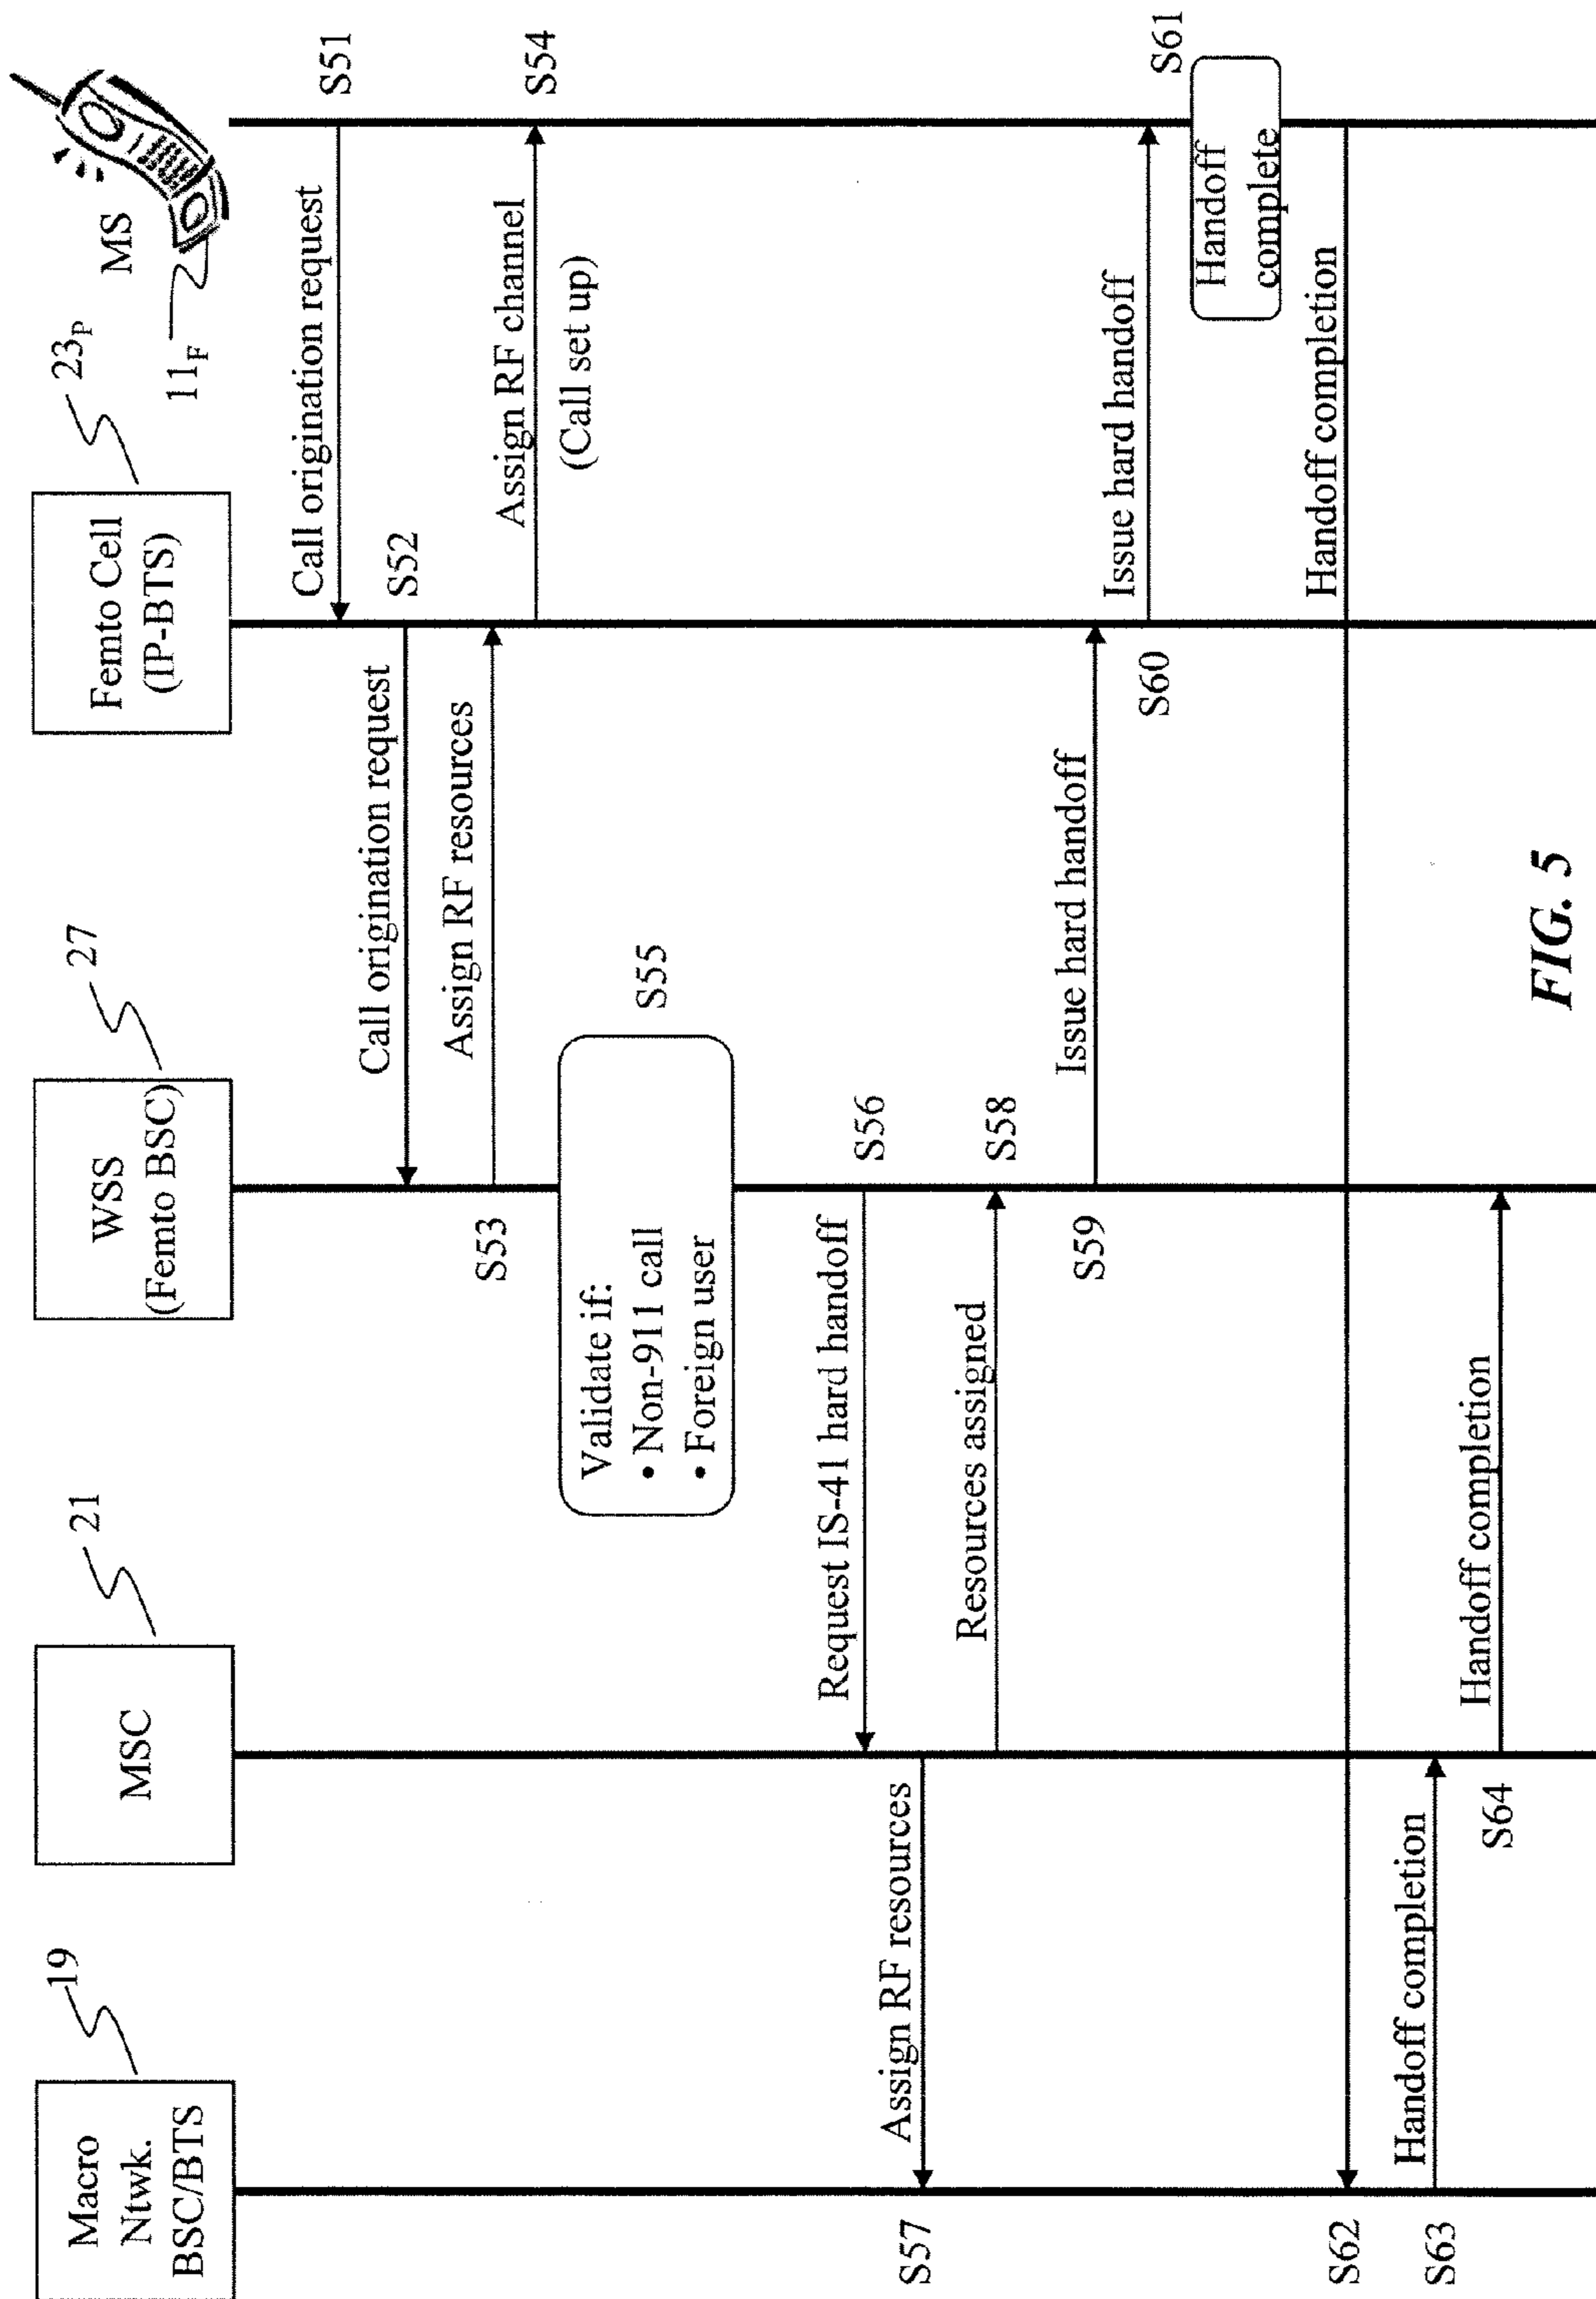 Macro
Ntwk.
BSC/BTS
19
MSC
21
WSS
(Femto BSC)
27
Femto Cell
(IP-BTS)
23P
MS
11F
Call origination request
S51
Call origination request
S52
S53
Assign RF resources
Assign RF channel
(Call set up)
S54
Validate if:
• Non-911 call
• Foreign user
S55
Request IS-41 hard handoff
S56
S57
Assign RF resources
Resources assigned
S58
S59
Issue hard handoff
S60
Issue hard handoff
Handoff
complete
S61
S62
Handoff completion
S63
Handoff completion
S64
Handoff completion
FIG. 5